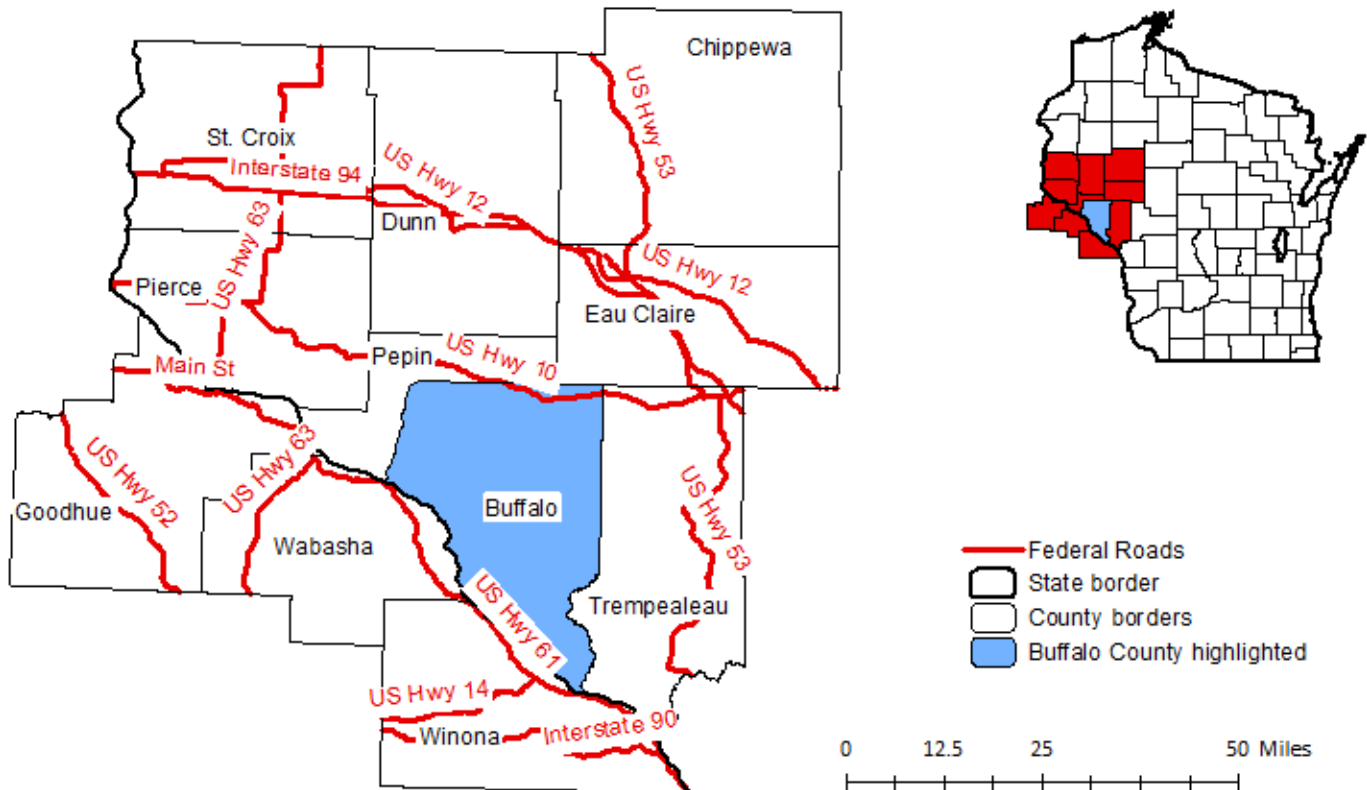 Chippewa
US Hwy 53
St. Croix
Interstate 94
US Hwy 12
Dunn
US Hwy 63
US Hwy 12
Pierce
Eau Claire
Main St
Pepin
US Hwy 10
US Hwy 63
US Hwy 52
Goodhue
Buffalo
US Hwy 53
Wabasha
Trempealeau
US Hwy 61
US Hwy 14
Winona
Interstate 90
Federal Roads
State border
County borders
Buffalo County highlighted
0 12.5 25 50 Miles